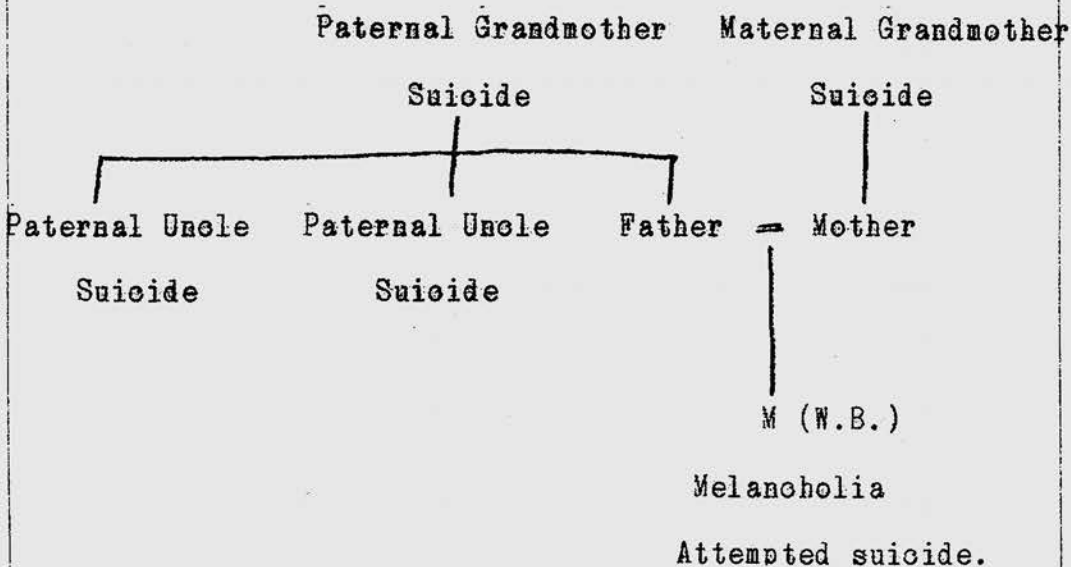 Paternal Grandmother Maternal Grandmother
Suicide Suicide
Paternal Uncle Paternal Uncle Father = Mother
Suicide Suicide
M (W.B.)
Melancholia
Attempted suicide.